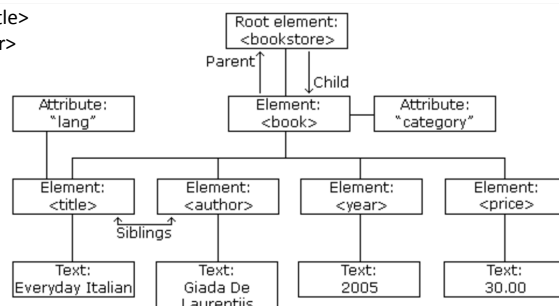 tle>
r>
Root element:
<bookstore>
Parent
Child
Attribute:
"lang"
Element:
<book>
Attribute:
"category"
Element:
<title>
Element:
<author>
Element:
<year>
Element:
<price>
Siblings
Text:
Everyday Italian
Text:
Giada De
Laurentiis
Text:
2005
Text:
30.00